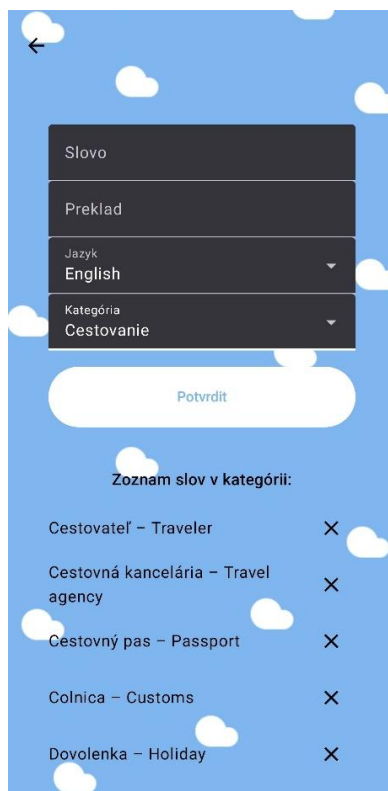 Slovo
Preklad
Jazyk
English
Kategória
Cestovanie
Potvrdit
Zoznam slov v kategórii:
Cestovateľ – Traveler
Cestovná kancelária – Travel
agency
Cestovný pas – Passport
Colnica – Customs
Dovolenka – Holiday